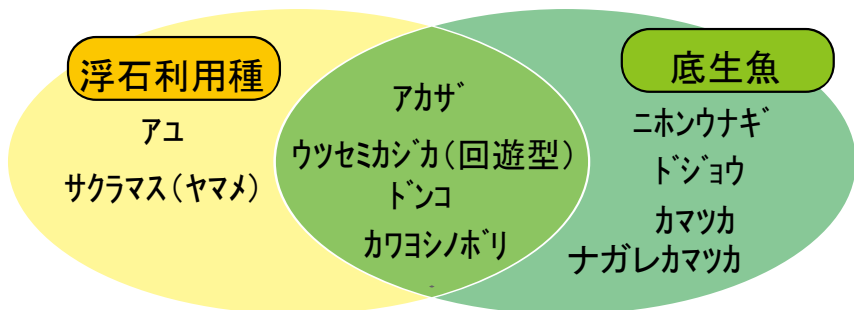 浮石利用種
アユ
サクラマス(ヤマメ)
アカザ
ウツセミカジカ(回遊型)
ドンコ
カワヨシノボリ
底生魚
ニホンウナギ
ドジョウ
カマツカ
ナガレカマツカ